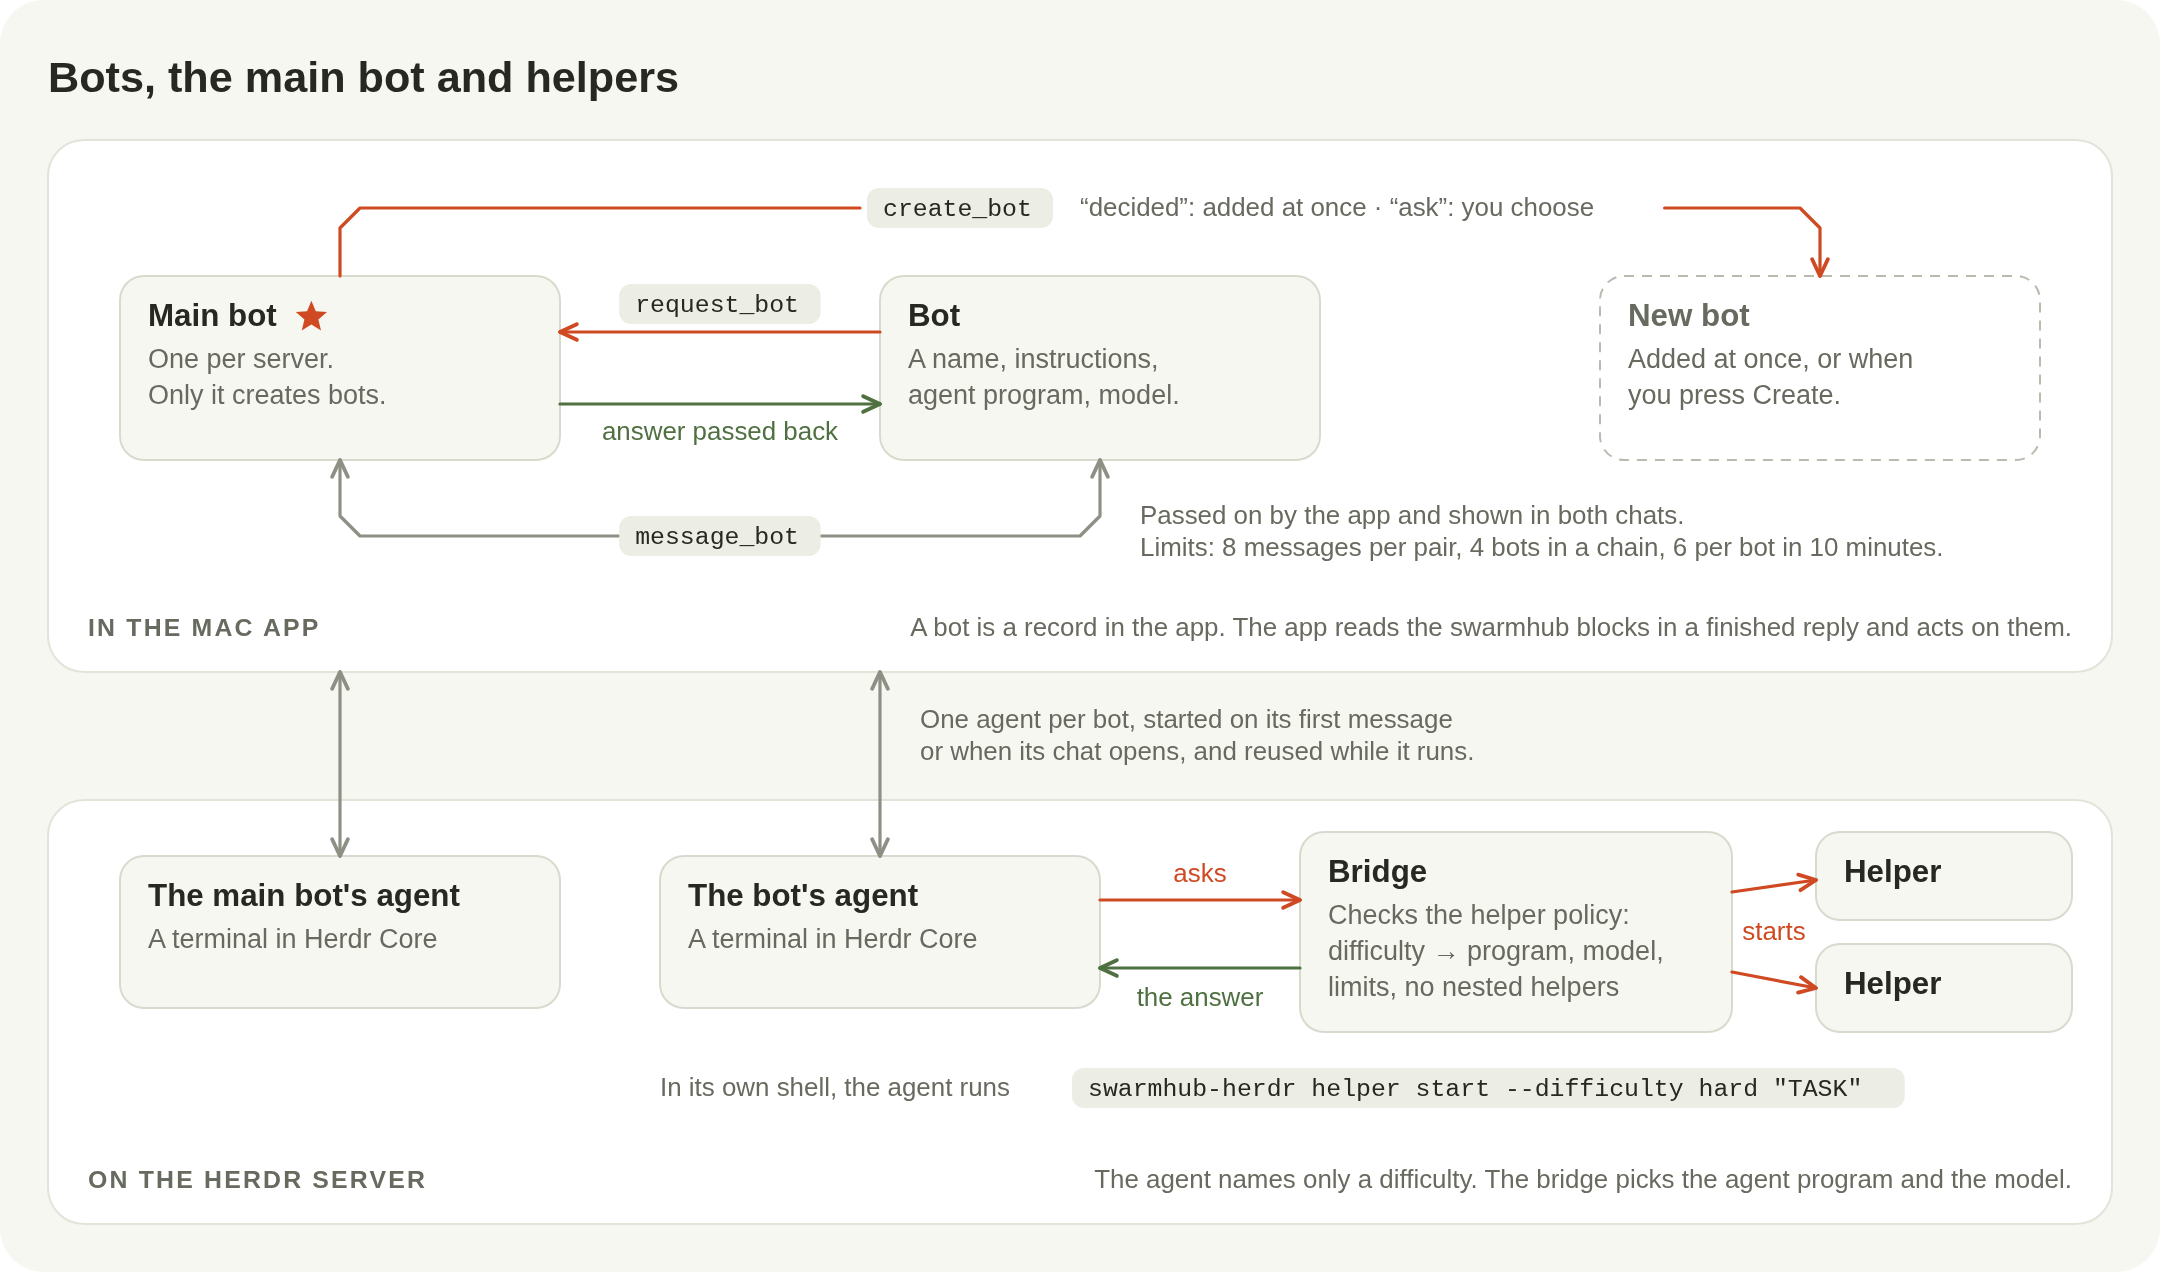 Bots, the main bot and helpers
create_bot “decided”: added at once · “ask”: you choose
Main bot
One per server.
Only it creates bots.
request_bot
answer passed back
Bot
A name, instructions,
agent program, model.
New bot
Added at once, or when
you press Create.
message_bot
Passed on by the app and shown in both chats.
Limits: 8 messages per pair, 4 bots in a chain, 6 per bot in 10 minutes.
IN THE MAC APP
A bot is a record in the app. The app reads the swarmhub blocks in a finished reply and acts on them.
One agent per bot, started on its first message
or when its chat opens, and reused while it runs.
The main bot's agent
A terminal in Herdr Core
The bot's agent
A terminal in Herdr Core
asks
the answer
Bridge
Checks the helper policy:
difficulty → program, model,
limits, no nested helpers
starts
Helper
Helper
In its own shell, the agent runs swarmhub-herdr helper start --difficulty hard "TASK"
ON THE HERDR SERVER
The agent names only a difficulty. The bridge picks the agent program and the model.